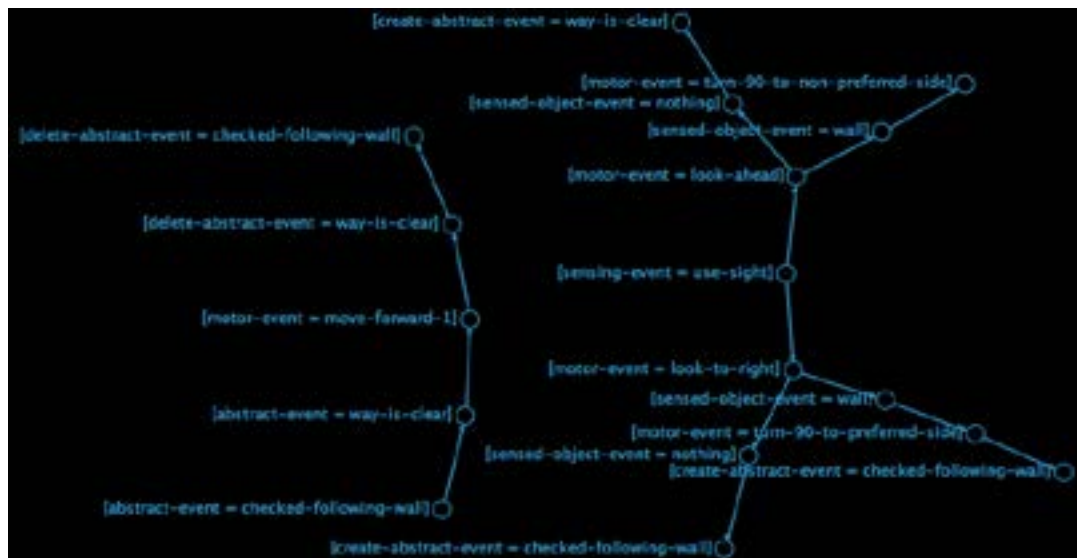 [create-abstract-event = way-is-clear]
[motor-event = turn-90-to-non-preferred-side]
[sensed-object-event = nothing]
[sensed-object-event = wall]
[delete-abstract-event = checked-following-wall]
[motor-event = look-ahead]
[delete-abstract-event = way-is-clear]
[sensing-event = use-sight]
[motor-event = move-forward-1]
[motor-event = look-to-right]
[sensed-object-event = wall]
[abstract-event = way-is-clear]
[motor-event = turn-90-to-preferred-side]
[sensed-object-event = nothing]
[create-abstract-event = checked-following-wall]
[abstract-event = checked-following-wall]
[create-abstract-event = checked-following-wall]